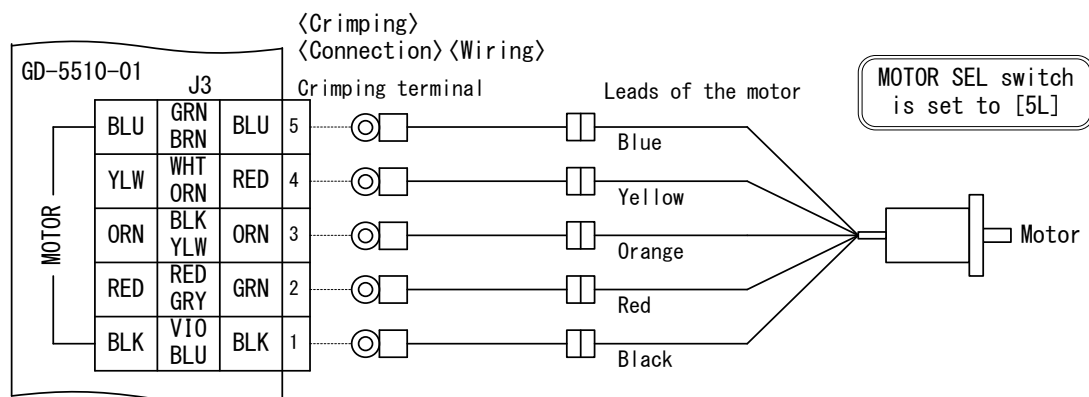 〈Crimping〉
〈Connection〉〈Wiring〉
GD-5510-01
J3
Crimping terminal
Leads of the motor
MOTOR SEL switch
is set to [5L]
MOTOR
BLU GRN BRN BLU 5
Blue
YLW WHT ORN RED 4
Yellow
ORN BLK YLW ORN 3
Orange
Motor
RED RED GRY GRN 2
Red
BLK VIO BLU BLK 1
Black